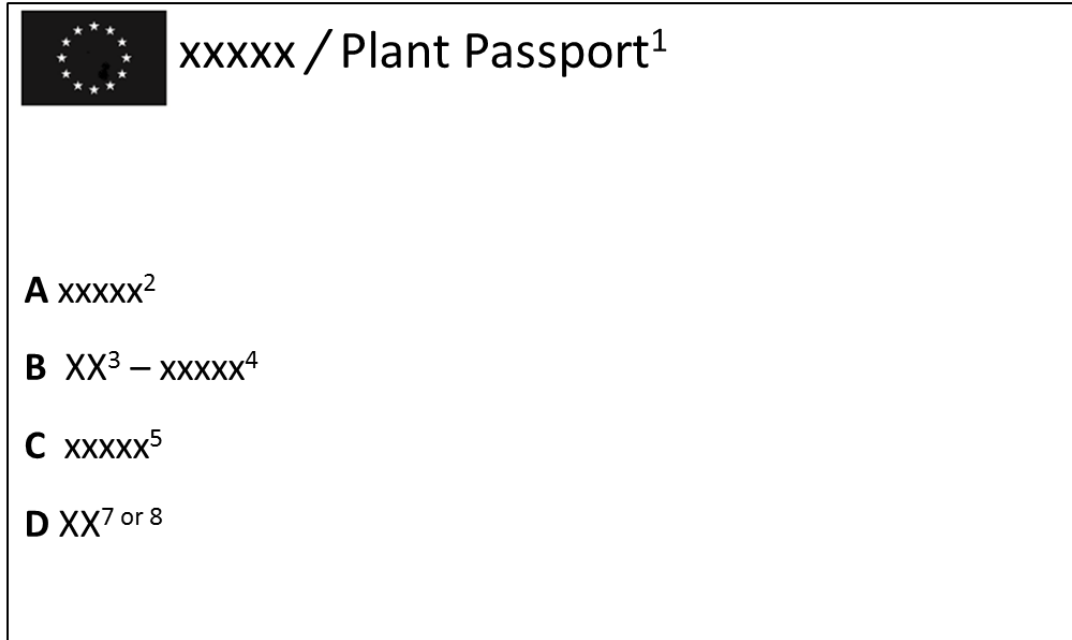 xxxxx / Plant Passport¹
A xxxxx²
B XX³ – xxxxx⁴
C xxxxx⁵
D XX⁷ ᵒʳ ⁸